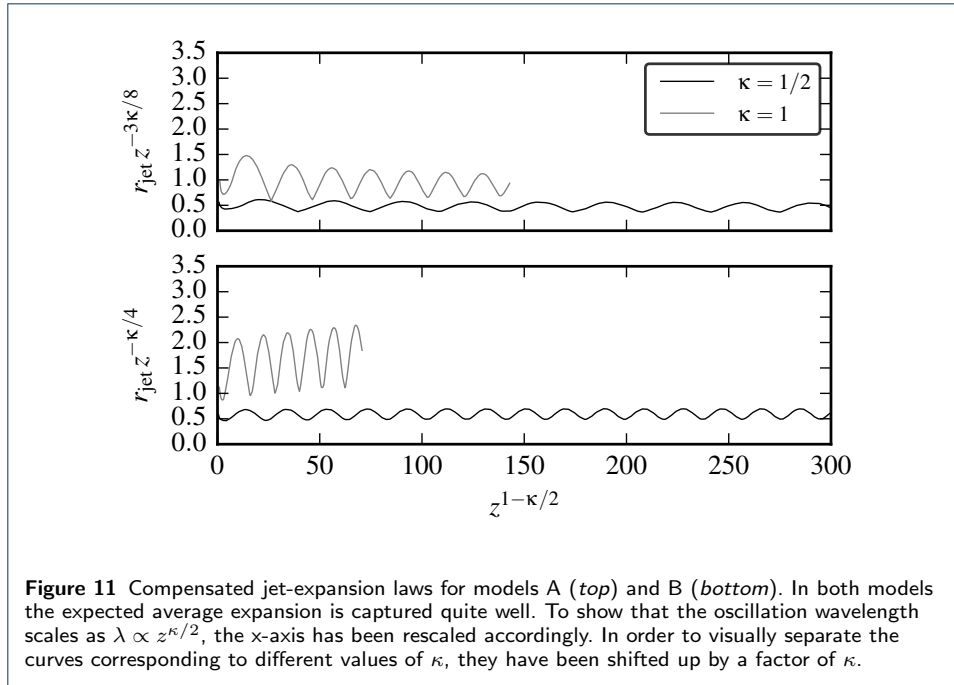 3.5
3.0
2.5
2.0
1.5
1.0
0.5
0.0
r_jet z^{−3κ/8}
κ = 1/2
κ = 1
3.5
3.0
2.5
2.0
1.5
1.0
0.5
0.0
r_jet z^{−κ/4}
0 50 100 150 200 250 300
z^{1−κ/2}
Figure 11 Compensated jet-expansion laws for models A (top) and B (bottom). In both models
the expected average expansion is captured quite well. To show that the oscillation wavelength
scales as λ ∝ z^{κ/2}, the x-axis has been rescaled accordingly. In order to visually separate the
curves corresponding to different values of κ, they have been shifted up by a factor of κ.